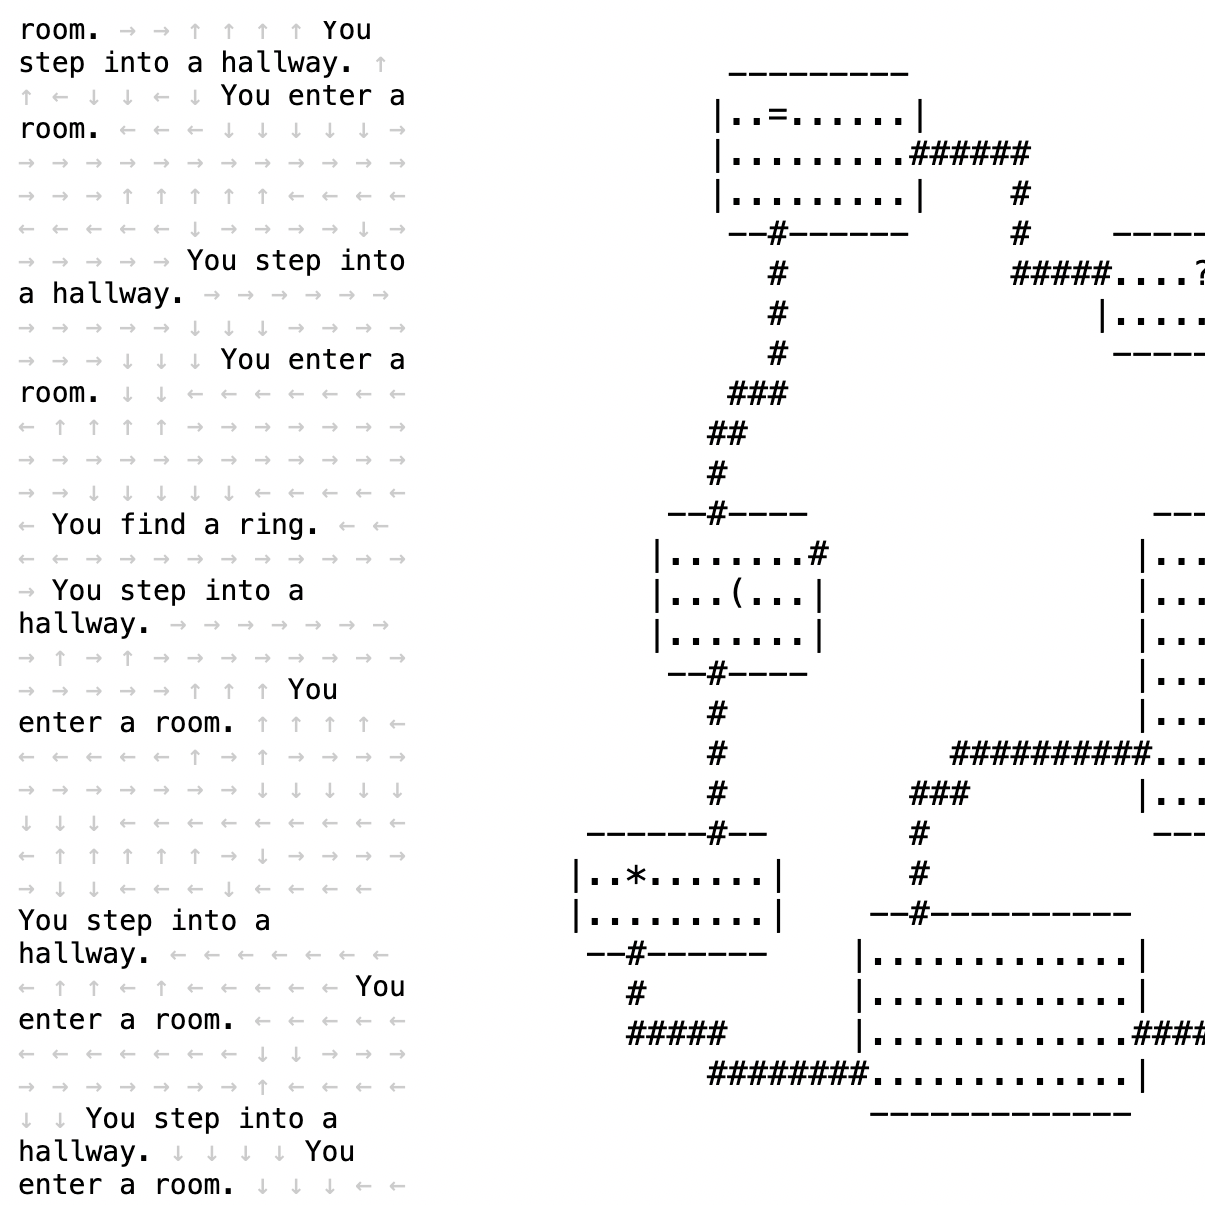 room. → → ↑ ↑ ↑ ↑ You
step into a hallway. ↑
↑ ← ↓ ↓ ← ↓ You enter a
room. ← ← ← ↓ ↓ ↓ ↓ ↓ →
→ → → → → → → → → → → →
→ → → ↑ ↑ ↑ ↑ ↑ ← ← ← ←
← ← ← ← ← ↓ → → → → ↓ →
→ → → → → You step into
a hallway. → → → → → →
→ → → → → ↓ ↓ ↓ → → → →
→ → → ↓ ↓ ↓ You enter a
room. ↓ ↓ ← ← ← ← ← ← ←
← ↑ ↑ ↑ ↑ → → → → → → →
→ → → → → → → → → → → →
→ → ↓ ↓ ↓ ↓ ↓ ← ← ← ← ←
← You find a ring. ← ←
← ← → → → → → → → → → →
→ You step into a
hallway. → → → → → → →
→ ↑ → ↑ → → → → → → → →
→ → → → → ↑ ↑ ↑ You
enter a room. ↑ ↑ ↑ ↑ ←
← ← ← ← ← ↑ → ↑ → → → →
→ → → → → → → ↓ ↓ ↓ ↓ ↓
↓ ↓ ↓ ← ← ← ← ← ← ← ← ←
← ↑ ↑ ↑ ↑ ↑ → ↓ → → → →
→ ↓ ↓ ← ← ← ↓ ← ← ← ←
You step into a
hallway. ← ← ← ← ← ← ←
← ↑ ↑ ← ↑ ← ← ← ← ← You
enter a room. ← ← ← ← ←
← ← ← ← ← ← ← ↓ ↓ → → →
→ → → → → → → ↑ ← ← ← ←
↓ ↓ You step into a
hallway. ↓ ↓ ↓ ↓ You
enter a room. ↓ ↓ ↓ ← ←
---------
|..=......|
|.........######
|.........| #
--#------ # -----
# #####....?
# |.....
# -----
###
##
#
--#---- ---
|.......# |...
|...(...| |...
|.......| |...
--#---- |...
# |...
# ##########...
# ### |...
------#-- # ---
|..*......| #
|.........| --#----------
--#------ |.............|
# |.............|
##### |.............####
########.............|
-------------